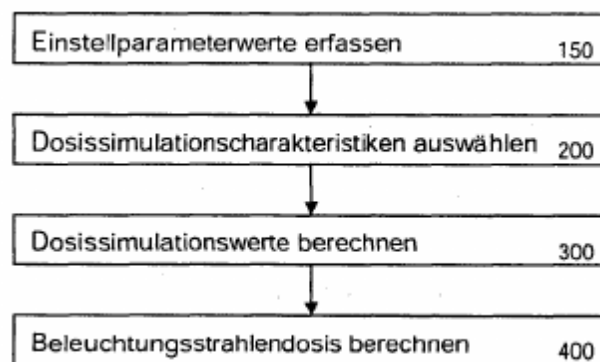 Einstellparameterwerte erfassen 150
Dosissimulationscharakteristiken auswählen 200
Dosissimulationswerte berechnen 300
Beleuchtungsstrahlendosis berechnen 400